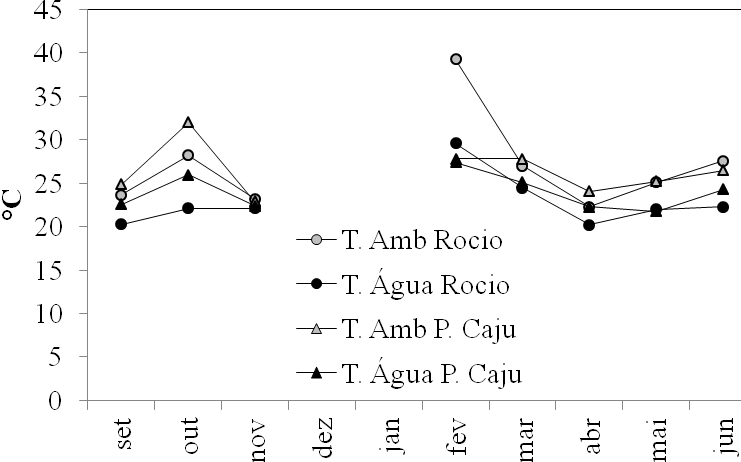 45
40
35
30
25
20
15
10
5
0
°C
T. Amb Rocio
T. Água Rocio
T. Amb P. Caju
T. Água P. Caju
set
out
nov
dez
jan
fev
mar
abr
mai
jun